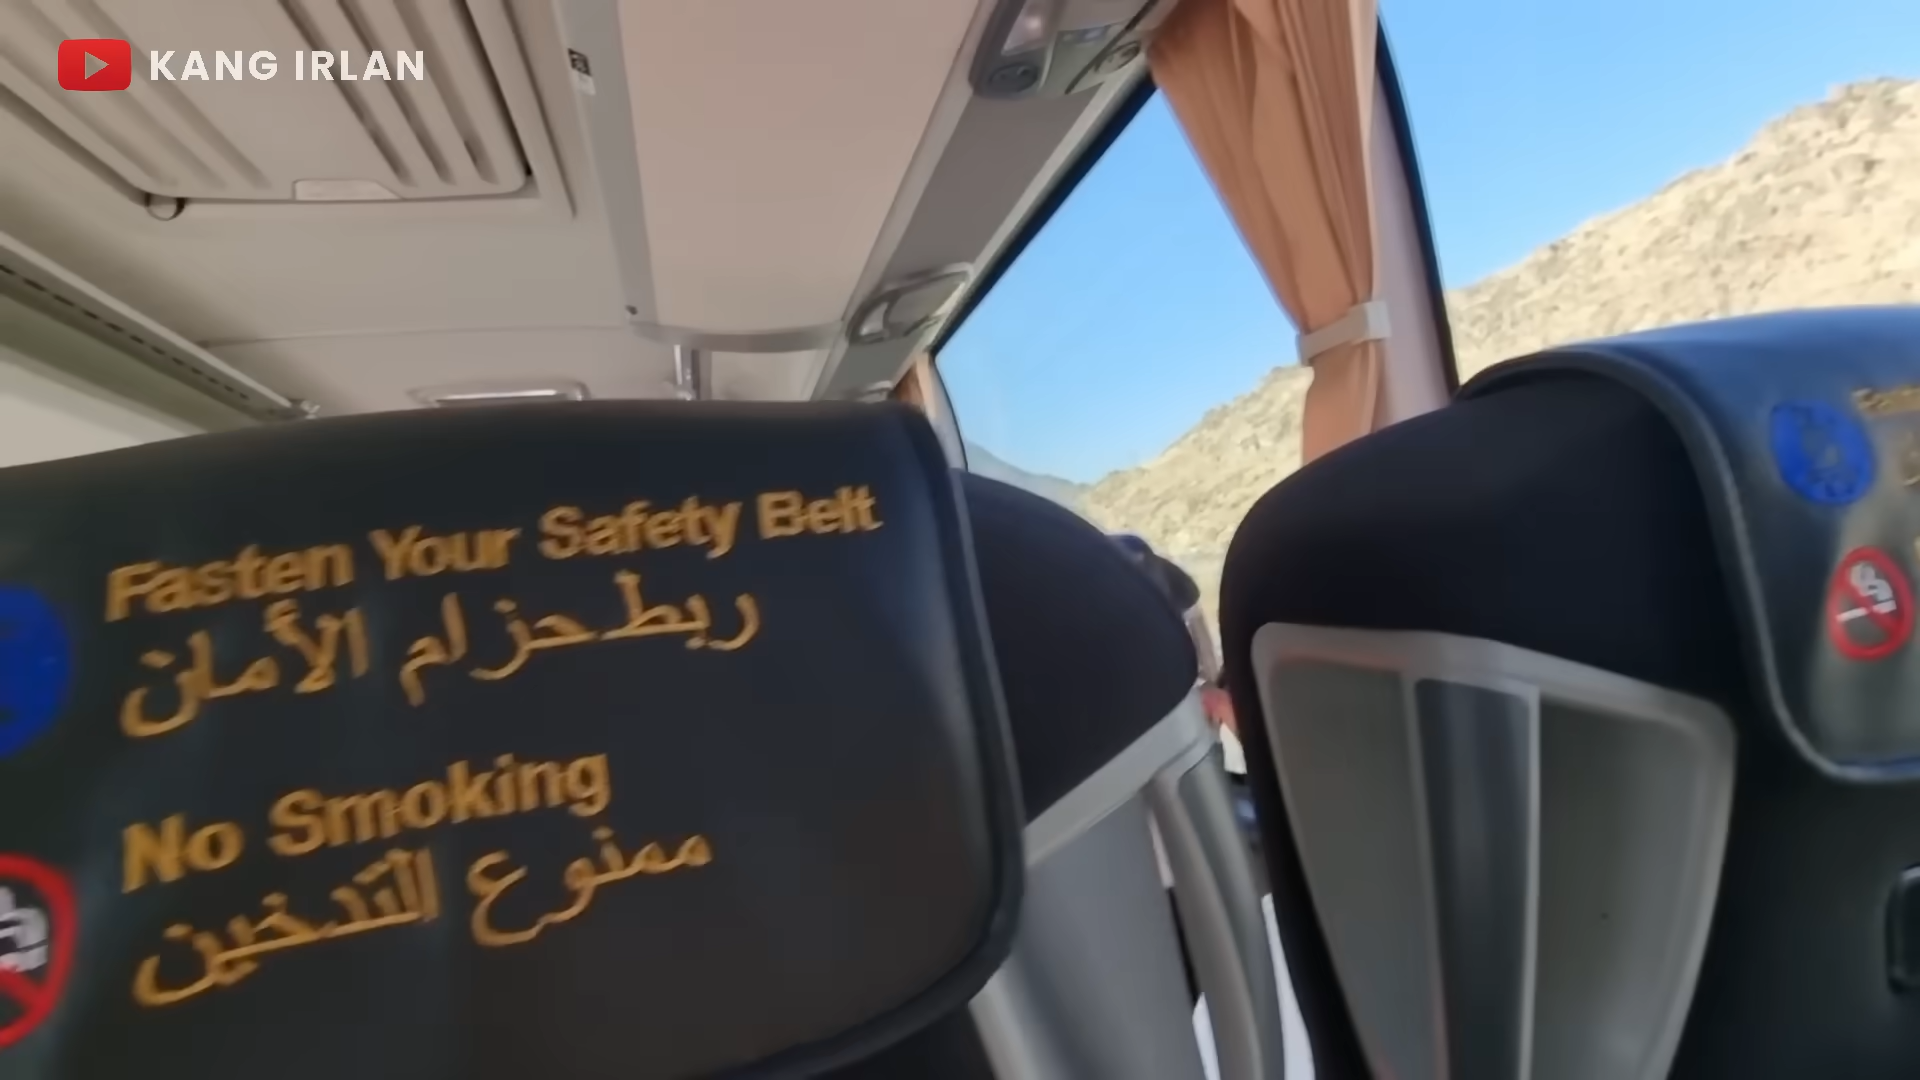 KANG IRLAN
Fasten Your Safety Belt
ربط حزام الأمان
No Smoking
ممنوع التدخين